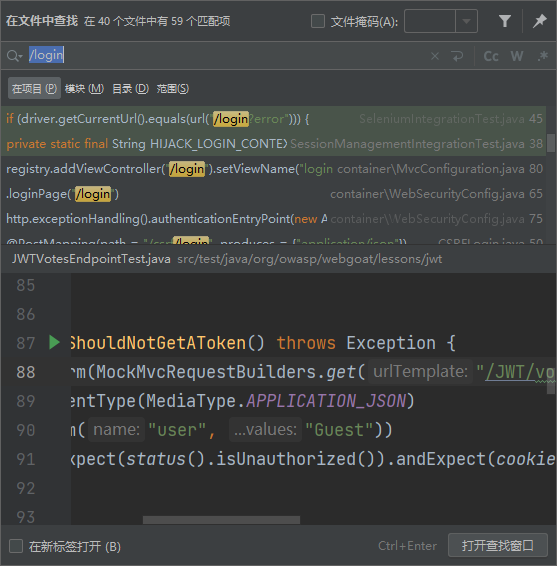 在文件中查找 在 40 个文件中有 59 个匹配项 文件掩码(A):
/login Cc W .*
在项目 (P) 模块 (M) 目录 (D) 范围(S)
if (driver.getCurrentUrl().equals(url("/login?error"))) { SeleniumIntegrationTest.java 45
private static final String HIJACK_LOGIN_CONTE SessionManagementIntegrationTest.java 38
registry.addViewController("/login").setViewName("login container\MvcConfiguration.java 80
.loginPage("/login") container\WebSecurityConfig.java 65
http.exceptionHandling().authenticationEntryPoint(new A container\WebSecurityConfig.java 75
@PostMapping(path = "/csrf/login", produces = {"application/json"}) CSRFLogin.java 50
JWTVotesEndpointTest.java src/test/java/org/owasp/webgoat/lessons/jwt
85
86
87 ShouldNotGetAToken() throws Exception {
88 rm(MockMvcRequestBuilders.get( urlTemplate: "/JWT/vo
89 entType(MediaType.APPLICATION_JSON)
90 m( name: "user", ...values: "Guest"))
91 xpect(status().isUnauthorized()).andExpect(cookie
92
93
在新标签打开 (B) Ctrl+Enter 打开查找窗口